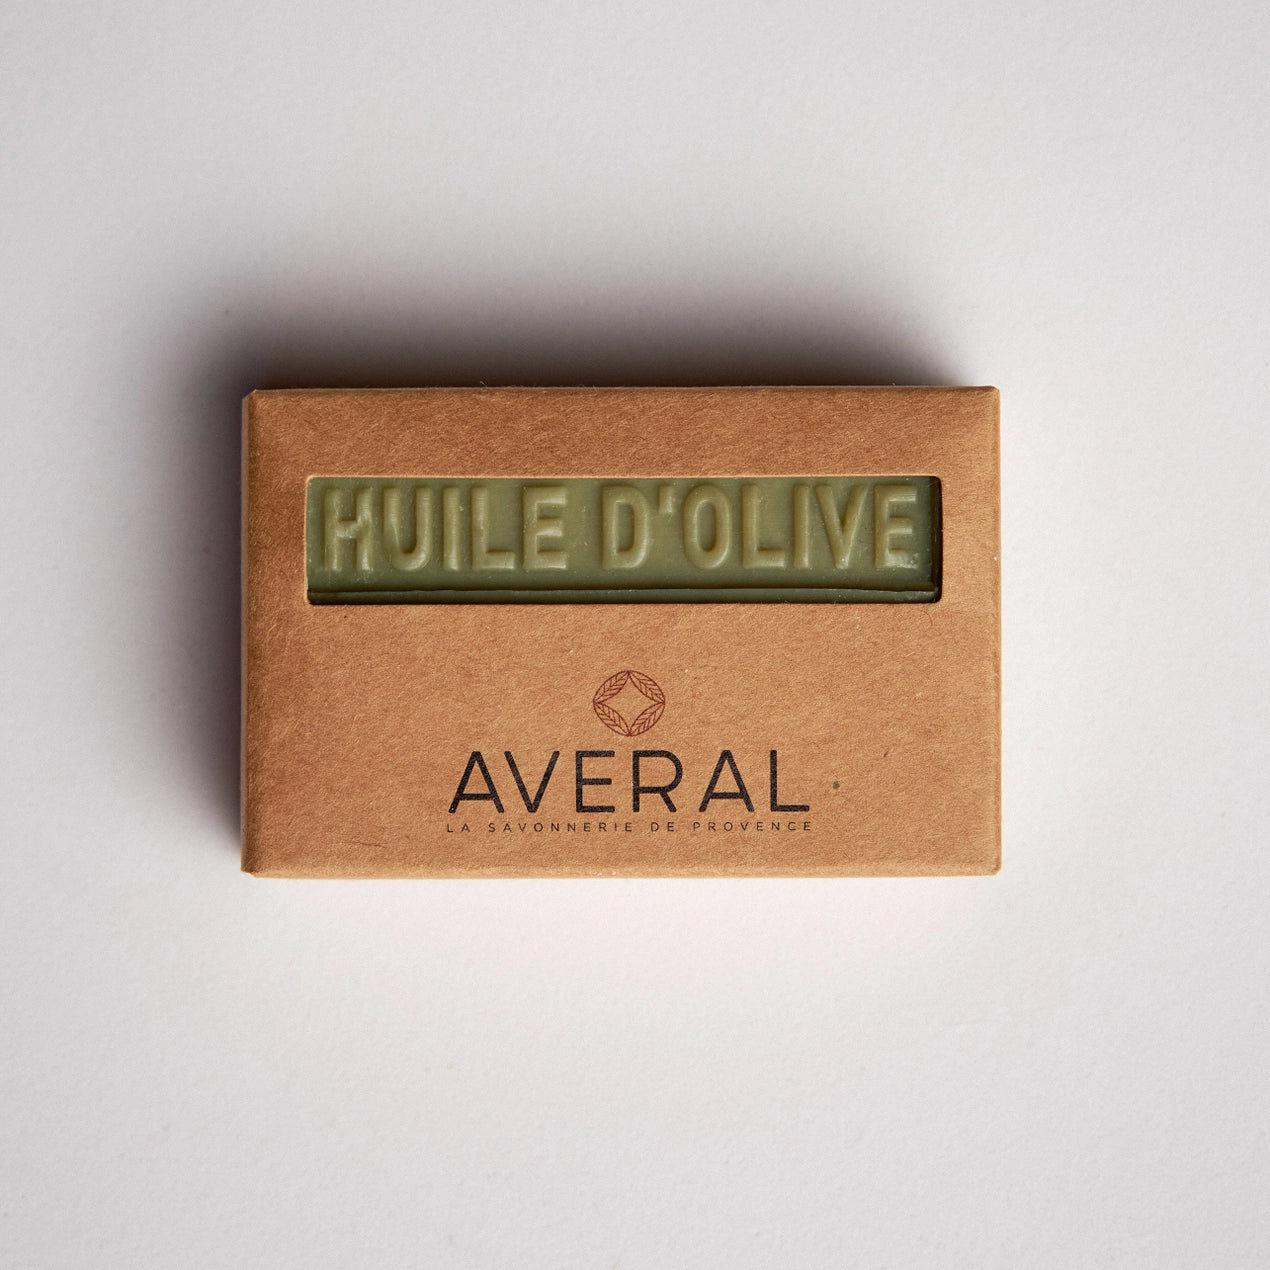 HUILE D'OLIVE
AVERAL
LA SAVONNERIE DE PROVENCE